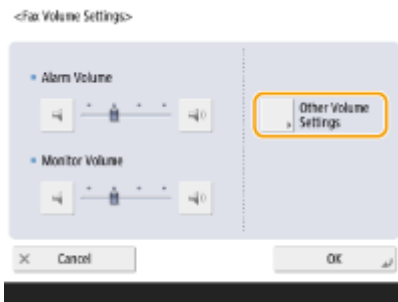 <Fax Volume Settings>
Alarm Volume
Other Volume
Settings
Monitor Volume
Cancel
OK